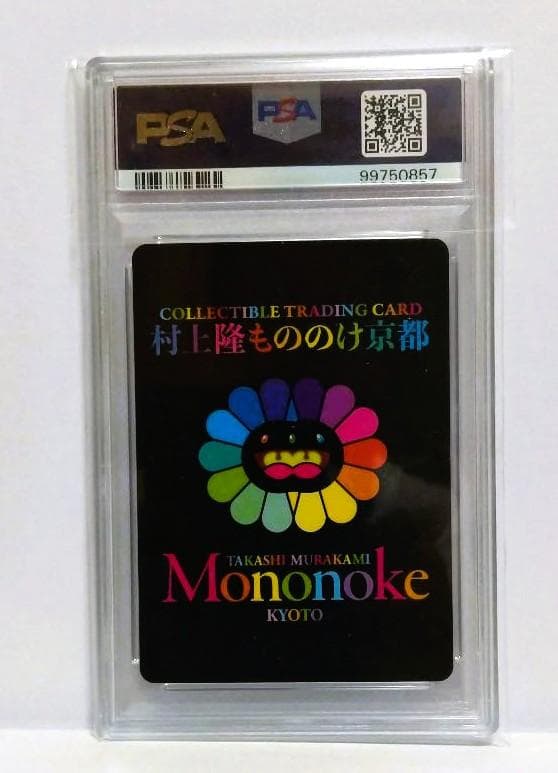 PSA
PSA
99750857
COLLECTIBLE TRADING CARD
村上隆もののけ京都
TAKASHI MURAKAMI
Mononoke
KYOTO